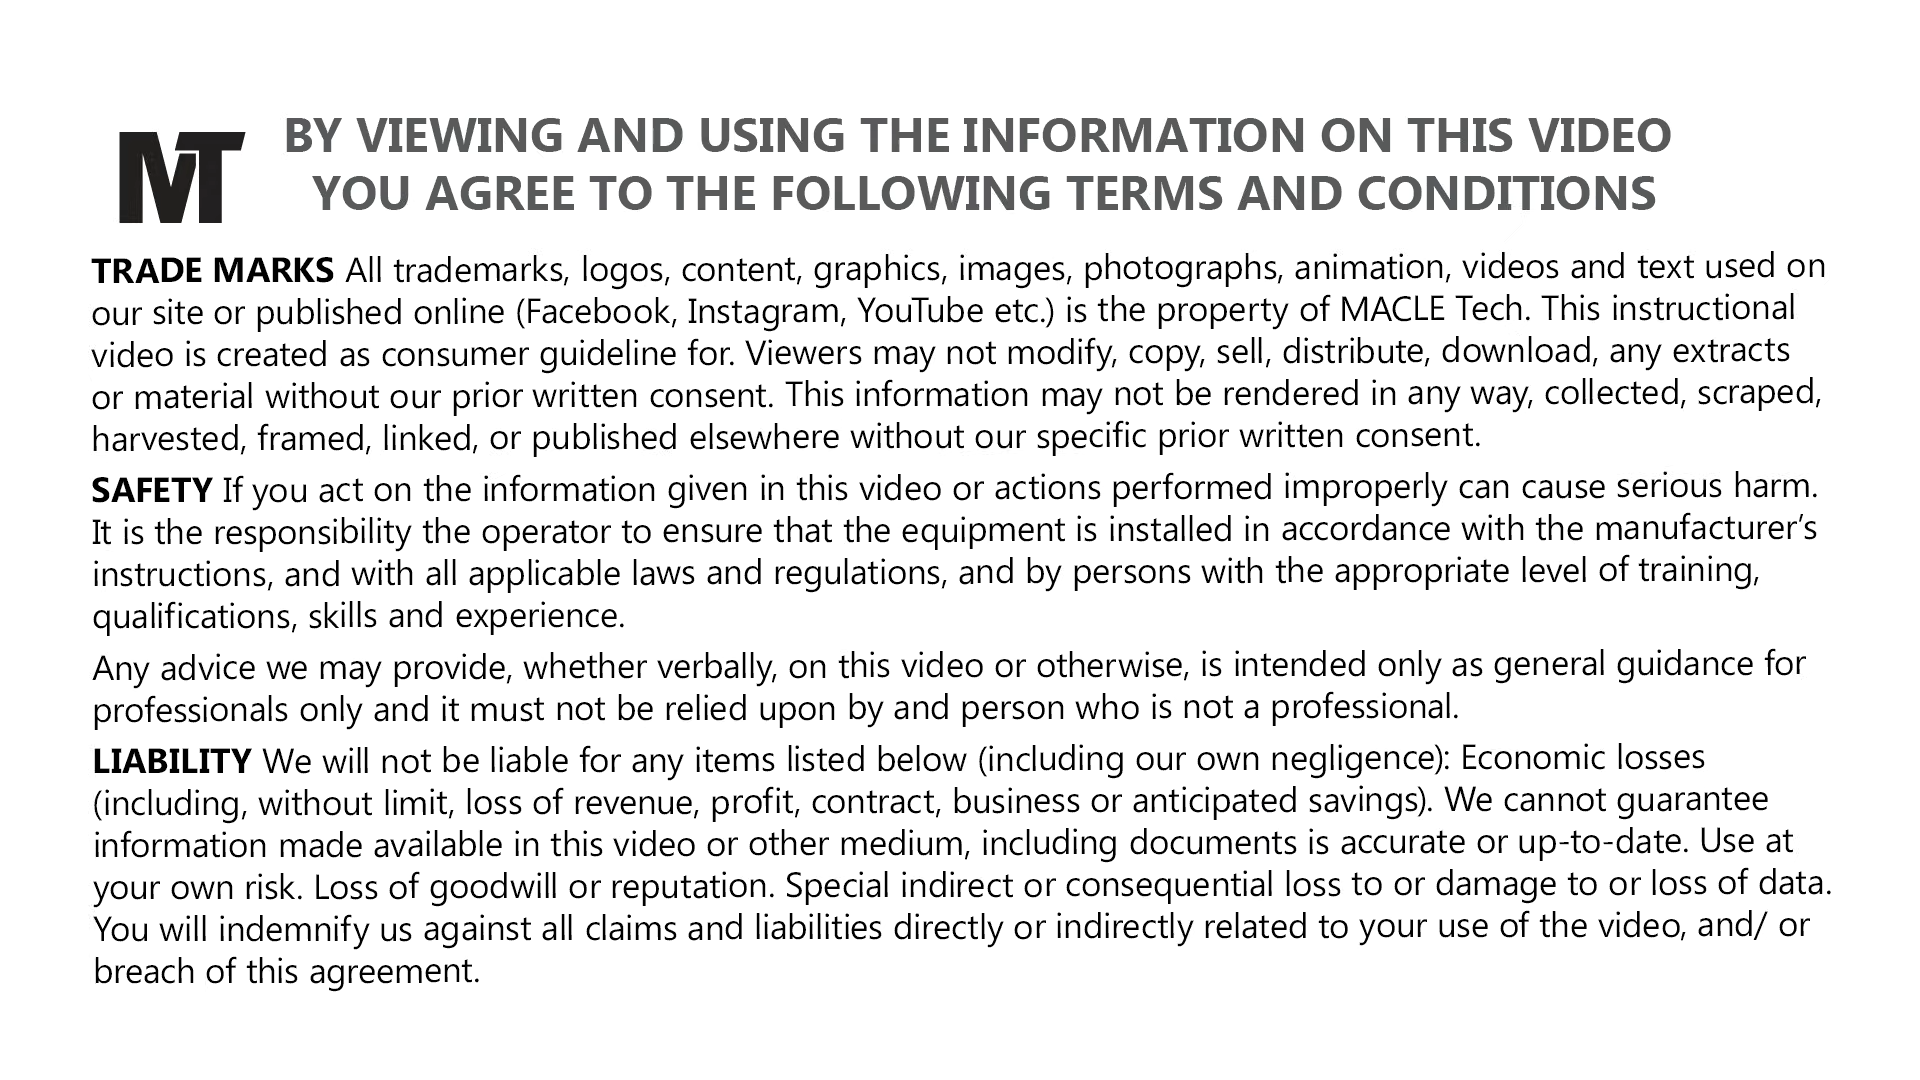 MT
BY VIEWING AND USING THE INFORMATION ON THIS VIDEO
YOU AGREE TO THE FOLLOWING TERMS AND CONDITIONS
TRADE MARKS All trademarks, logos, content, graphics, images, photographs, animation, videos and text used on
our site or published online (Facebook, Instagram, YouTube etc.) is the property of MACLE Tech. This instructional
video is created as consumer guideline for. Viewers may not modify, copy, sell, distribute, download, any extracts
or material without our prior written consent. This information may not be rendered in any way, collected, scraped,
harvested, framed, linked, or published elsewhere without our specific prior written consent.
SAFETY If you act on the information given in this video or actions performed improperly can cause serious harm.
It is the responsibility the operator to ensure that the equipment is installed in accordance with the manufacturer’s
instructions, and with all applicable laws and regulations, and by persons with the appropriate level of training,
qualifications, skills and experience.
Any advice we may provide, whether verbally, on this video or otherwise, is intended only as general guidance for
professionals only and it must not be relied upon by and person who is not a professional.
LIABILITY We will not be liable for any items listed below (including our own negligence): Economic losses
(including, without limit, loss of revenue, profit, contract, business or anticipated savings). We cannot guarantee
information made available in this video or other medium, including documents is accurate or up-to-date. Use at
your own risk. Loss of goodwill or reputation. Special indirect or consequential loss to or damage to or loss of data.
You will indemnify us against all claims and liabilities directly or indirectly related to your use of the video, and/ or
breach of this agreement.